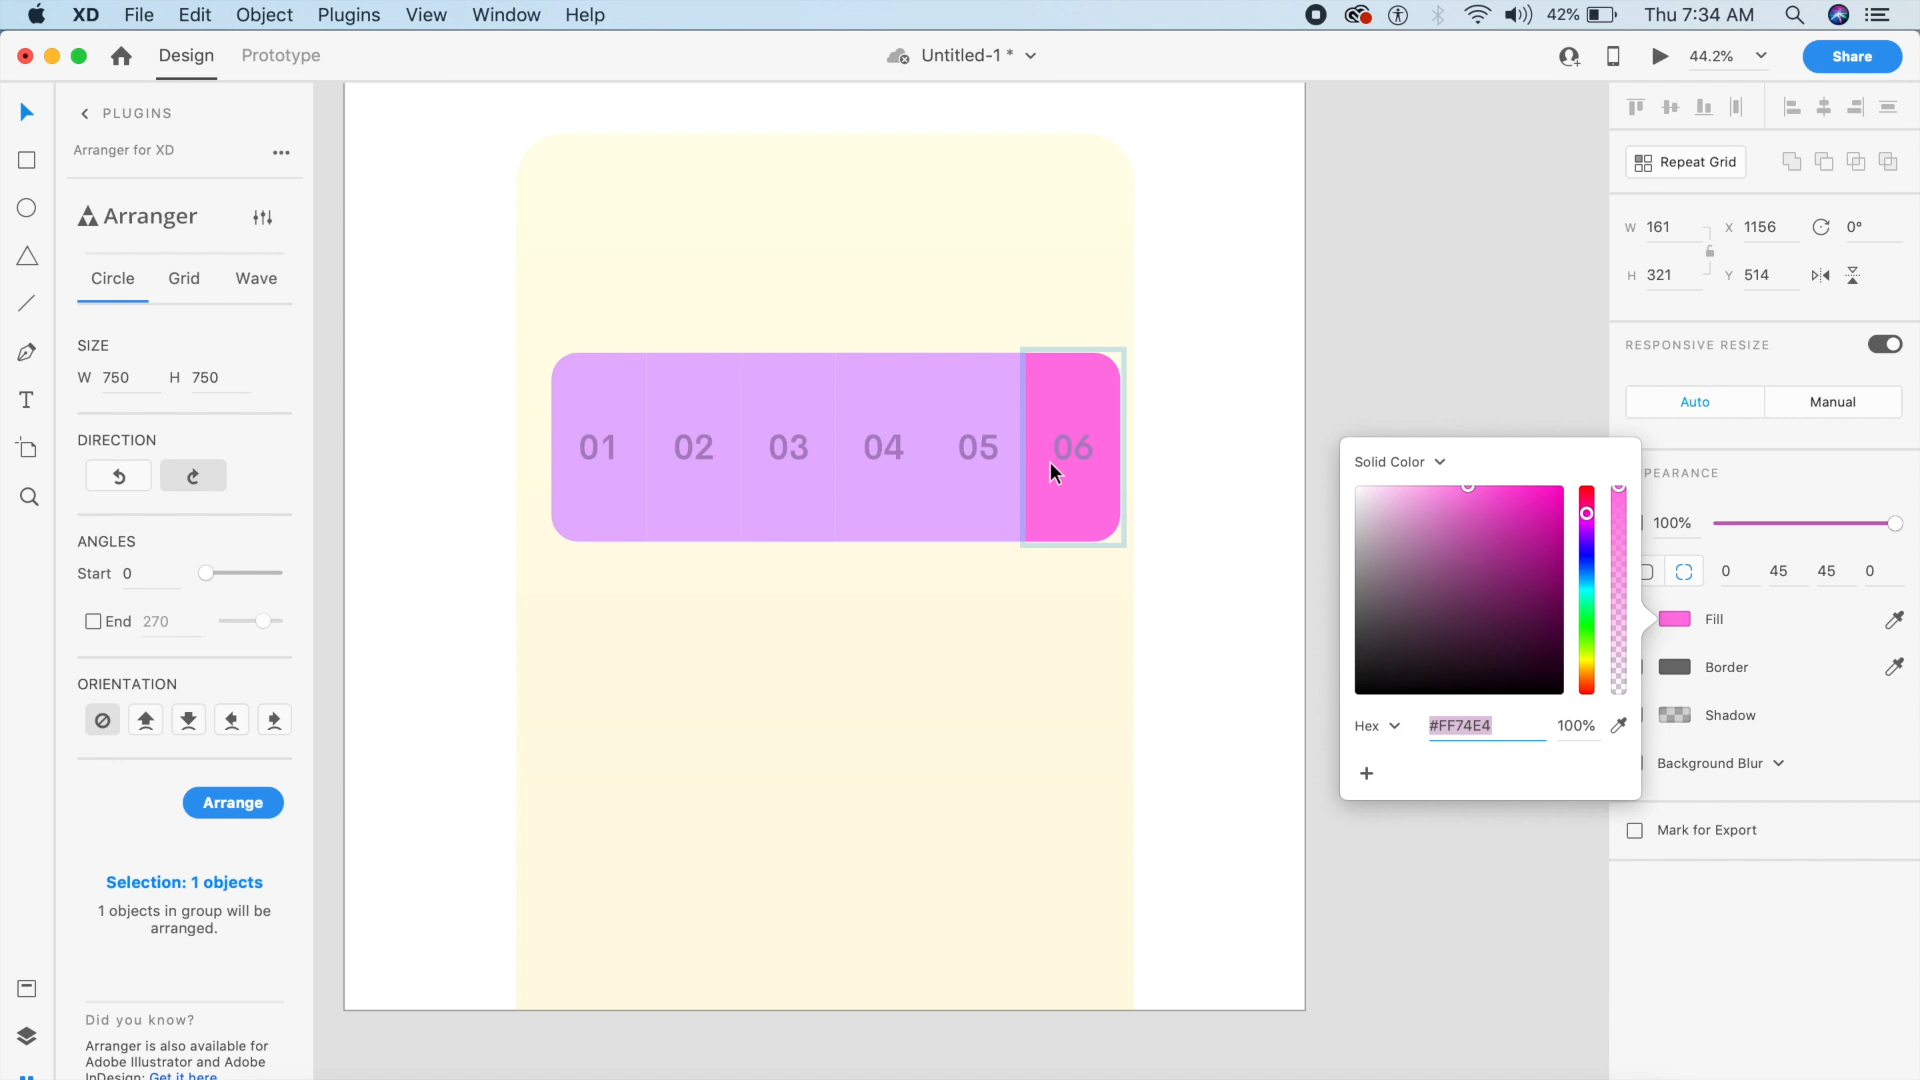 XD File Edit Object Plugins View Window Help 42% Thu 7:34 AM
Design Prototype Untitled-1 * 44.2% Share
PLUGINS
Arranger for XD
Arranger
Circle Grid Wave
SIZE
W 750 H 750
DIRECTION
ANGLES
Start 0
End 270
ORIENTATION
Arrange
Selection: 1 objects
1 objects in group will be
arranged.
Did you know?
Arranger is also available for
Adobe Illustrator and Adobe
InDesign: Get it here
01 02 03 04 05 06
Solid Color
Hex #FF74E4 100%
Repeat Grid
W 161 X 1156 0°
H 321 Y 514
RESPONSIVE RESIZE
Auto Manual
PEARANCE
100%
0 45 45 0
Fill
Border
Shadow
Background Blur
Mark for Export